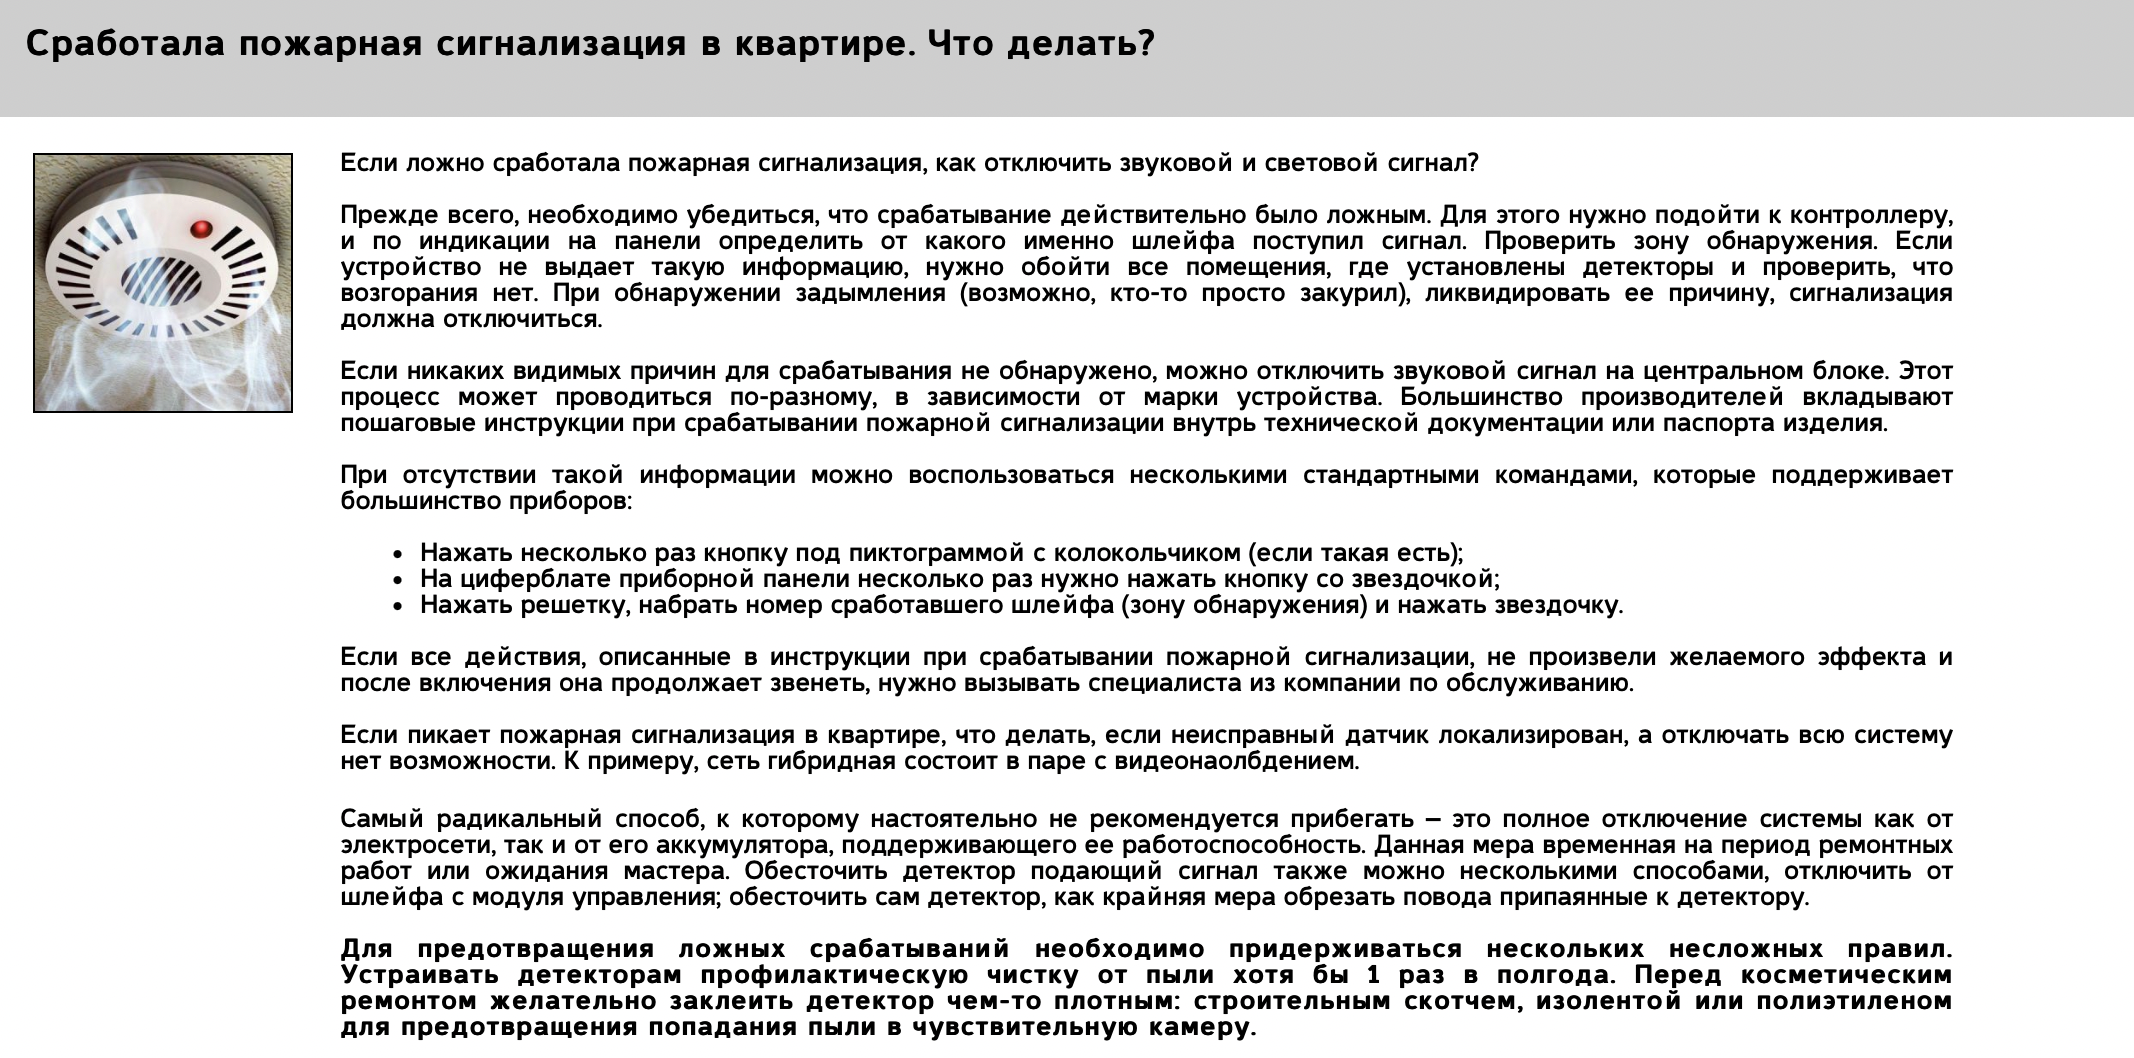 Сработала пожарная сигнализация в квартире. Что делать?
Если ложно сработала пожарная сигнализация, как отключить звуковой и световой сигнал?
Прежде всего, необходимо убедиться, что срабатывание действительно было ложным. Для этого нужно подойти к контроллеру,
и по индикации на панели определить от какого именно шлейфа поступил сигнал. Проверить зону обнаружения. Если
устройство не выдает такую информацию, нужно обойти все помещения, где установлены детекторы и проверить, что
возгорания нет. При обнаружении задымления (возможно, кто-то просто закурил), ликвидировать ее причину, сигнализация
должна отключиться.
Если никаких видимых причин для срабатывания не обнаружено, можно отключить звуковой сигнал на центральном блоке. Этот
процесс может проводиться по-разному, в зависимости от марки устройства. Большинство производителей вкладывают
пошаговые инструкции при срабатывании пожарной сигнализации внутрь технической документации или паспорта изделия.
При отсутствии такой информации можно воспользоваться несколькими стандартными командами, которые поддерживает
большинство приборов:
• Нажать несколько раз кнопку под пиктограммой с колокольчиком (если такая есть);
• На циферблате приборной панели несколько раз нужно нажать кнопку со звездочкой;
• Нажать решетку, набрать номер сработавшего шлейфа (зону обнаружения) и нажать звездочку.
Если все действия, описанные в инструкции при срабатывании пожарной сигнализации, не произвели желаемого эффекта и
после включения она продолжает звенеть, нужно вызывать специалиста из компании по обслуживанию.
Если пикает пожарная сигнализация в квартире, что делать, если неисправный датчик локализирован, а отключать всю систему
нет возможности. К примеру, сеть гибридная состоит в паре с видеонаолбдением.
Самый радикальный способ, к которому настоятельно не рекомендуется прибегать – это полное отключение системы как от
электросети, так и от его аккумулятора, поддерживающего ее работоспособность. Данная мера временная на период ремонтных
работ или ожидания мастера. Обесточить детектор подающий сигнал также можно несколькими способами, отключить от
шлейфа с модуля управления; обесточить сам детектор, как крайняя мера обрезать повода припаянные к детектору.
Для предотвращения ложных срабатываний необходимо придерживаться нескольких несложных правил.
Устраивать детекторам профилактическую чистку от пыли хотя бы 1 раз в полгода. Перед косметическим
ремонтом желательно заклеить детектор чем-то плотным: строительным скотчем, изолентой или полиэтиленом
для предотвращения попадания пыли в чувствительную камеру.